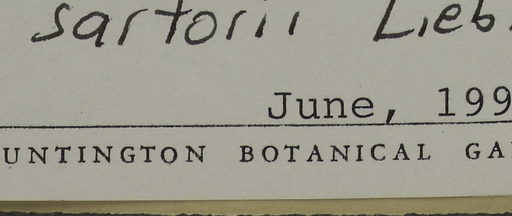 sartorii Lieb.
June, 199
UNTINGTON BOTANICAL GA